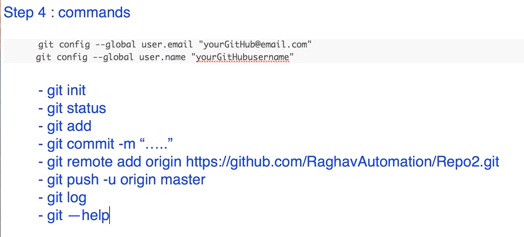 Step 4 : commands
git config --global user.email "yourGitHub@email.com"
git config --global user.name "yourGitHubusername"
- git init
- git status
- git add
- git commit -m “…..”
- git remote add origin https://github.com/RaghavAutomation/Repo2.git
- git push -u origin master
- git log
- git —help